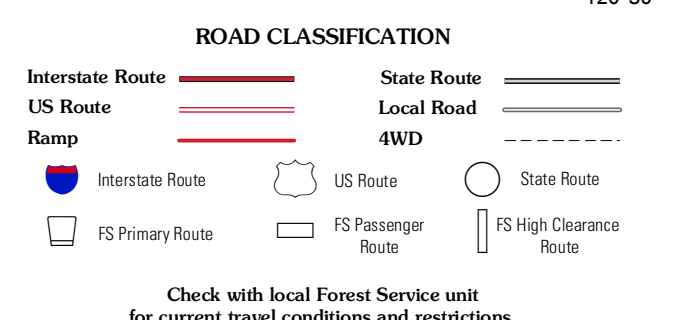 ROAD CLASSIFICATION
Interstate Route
State Route
US Route
Local Road
Ramp
4WD
Interstate Route
US Route
State Route
FS Primary Route
FS Passenger
Route
FS High Clearance
Route
Check with local Forest Service unit
for current travel conditions and restrictions